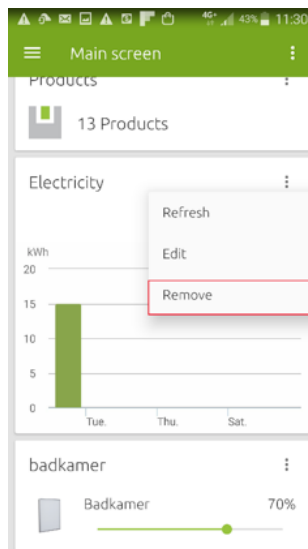 4G+ 43% 11:30
Main screen
Products
13 Products
Electricity
Refresh
Edit
Remove
kWh
20
15
10
5
0
Tue. Thu. Sat.
badkamer
Badkamer 70%